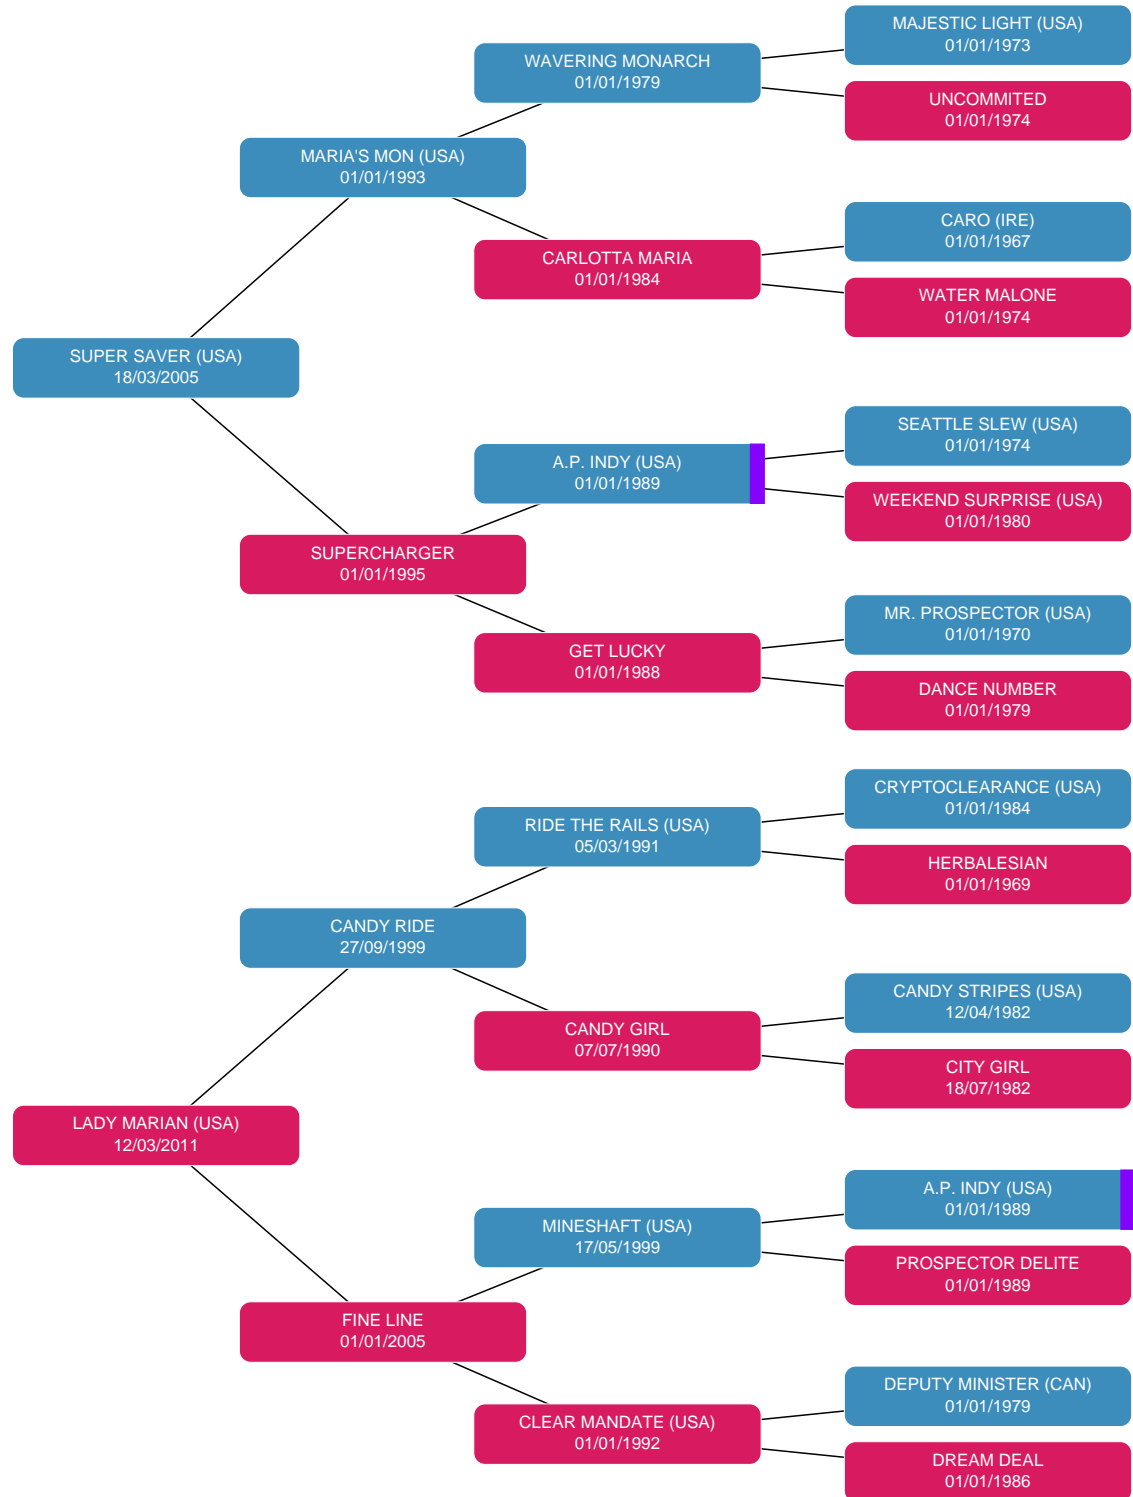 MAJESTIC LIGHT (USA)
01/01/1973
WAVERING MONARCH
01/01/1979
UNCOMMITED
01/01/1974
MARIA'S MON (USA)
01/01/1993
CARO (IRE)
01/01/1967
CARLOTTA MARIA
01/01/1984
WATER MALONE
01/01/1974
SUPER SAVER (USA)
18/03/2005
SEATTLE SLEW (USA)
01/01/1974
A.P. INDY (USA)
01/01/1989
WEEKEND SURPRISE (USA)
01/01/1980
SUPERCHARGER
01/01/1995
MR. PROSPECTOR (USA)
01/01/1970
GET LUCKY
01/01/1988
DANCE NUMBER
01/01/1979
CRYPTOCLEARANCE (USA)
01/01/1984
RIDE THE RAILS (USA)
05/03/1991
HERBALESIAN
01/01/1969
CANDY RIDE
27/09/1999
CANDY STRIPES (USA)
12/04/1982
CANDY GIRL
07/07/1990
CITY GIRL
18/07/1982
LADY MARIAN (USA)
12/03/2011
A.P. INDY (USA)
01/01/1989
MINESHAFT (USA)
17/05/1999
PROSPECTOR DELITE
01/01/1989
FINE LINE
01/01/2005
DEPUTY MINISTER (CAN)
01/01/1979
CLEAR MANDATE (USA)
01/01/1992
DREAM DEAL
01/01/1986